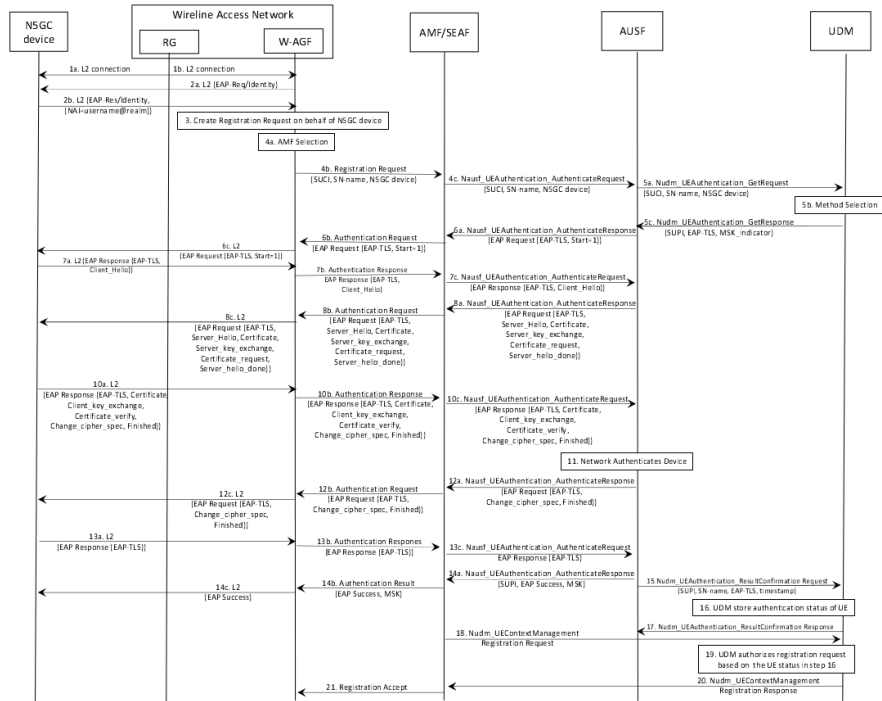 N5GC
device
Wireline Access Network
RG
W-AGF
AMF/SEAF
AUSF
UDM
1a. L2 connection
1b. L2 connection
2a. L2 (EAP-Req/Identity)
2b. L2 (EAP-Res/Identity,
(NAI=username@realm))
3. Create Registration Request on behalf of N5GC device
4a. AMF Selection
4b. Registration Request
(SUCI, SN-name, N5GC device)
4c. Nausf_UEAuthentication_AuthenticateRequest
(SUCI, SN-name, N5GC device)
5a. Nudm_UEAuthentication_GetRequest
(SUCI, SN-name, N5GC device)
5b. Method Selection
5c. Nudm_UEAuthentication_GetResponse
(SUPI, EAP-TLS, MSK_indicator)
6a. Nausf_UEAuthentication_AuthenticateResponse
(EAP Request (EAP-TLS, Start=1))
6b. Authentication Request
(EAP Request (EAP-TLS, Start=1))
6c. L2
(EAP Request (EAP-TLS, Start=1))
7a. L2(EAP Response (EAP-TLS,
Client_Hello))
7b. Authentication Response
EAP Response (EAP-TLS,
Client_Hello)
7c. Nausf_UEAuthentication_AuthenticateRequest
(EAP Response (EAP-TLS, Client_Hello)
8a. Nausf_UEAuthentication_AuthenticateResponse
(EAP Request (EAP-TLS,
Server_Hello, Certificate,
Server_key_exchange,
Certificate_request,
Server_hello_done))
8b. Authentication Request
(EAP Request (EAP-TLS,
Server_Hello, Certificate,
Server_key_exchange,
Certificate_request,
Server_hello_done))
8c. L2
(EAP Request (EAP-TLS,
Server_Hello, Certificate,
Server_key_exchange,
Certificate_request,
Server_hello_done))
10a. L2
(EAP Response (EAP-TLS, Certificate,
Client_key_exchange,
Certificate_verify,
Change_cipher_spec, Finished))
10b. Authentication Response
(EAP Response (EAP-TLS, Certificate,
Client_key_exchange,
Certificate_verify,
Change_cipher_spec, Finished))
10c. Nausf_UEAuthentication_AuthenticateRequest
(EAP Response (EAP-TLS, Certificate,
Client_key_exchange,
Certificate_verify,
Change_cipher_spec, Finished))
11. Network Authenticates Device
12a. Nausf_UEAuthentication_AuthenticateResponse
(EAP Request (EAP-TLS,
Change_cipher_spec, Finished))
12b. Authentication Request
(EAP Request (EAP-TLS,
Change_cipher_spec, Finished))
12c. L2
(EAP Request (EAP-TLS,
Change_cipher_spec,
Finished))
13a. L2
(EAP Response (EAP-TLS))
13b. Authentication Respones
(EAP Response (EAP-TLS))
13c. Nausf_UEAuthentication_AuthenticateRequest
EAP Response (EAP-TLS)
14a. Nausf_UEAuthentication_AuthenticateResponse
(SUPI, EAP Success, MSK)
14b. Authentication Result
(EAP Success, MSK)
14c. L2
(EAP Success)
15.Nudm_UEAuthentication_ResultConfirmation Request
(SUPI, SN-name, EAP-TLS, timestamp)
16. UDM store authentication status of UE
17. Nudm_UEAuthentication_ResultConfirmation Response
18. Nudm_UEContextManagement
Registration Request
19. UDM authorizes registration request
based on the UE status in step 16
20. Nudm_UEContextManagement
Registration Response
21. Registration Accept